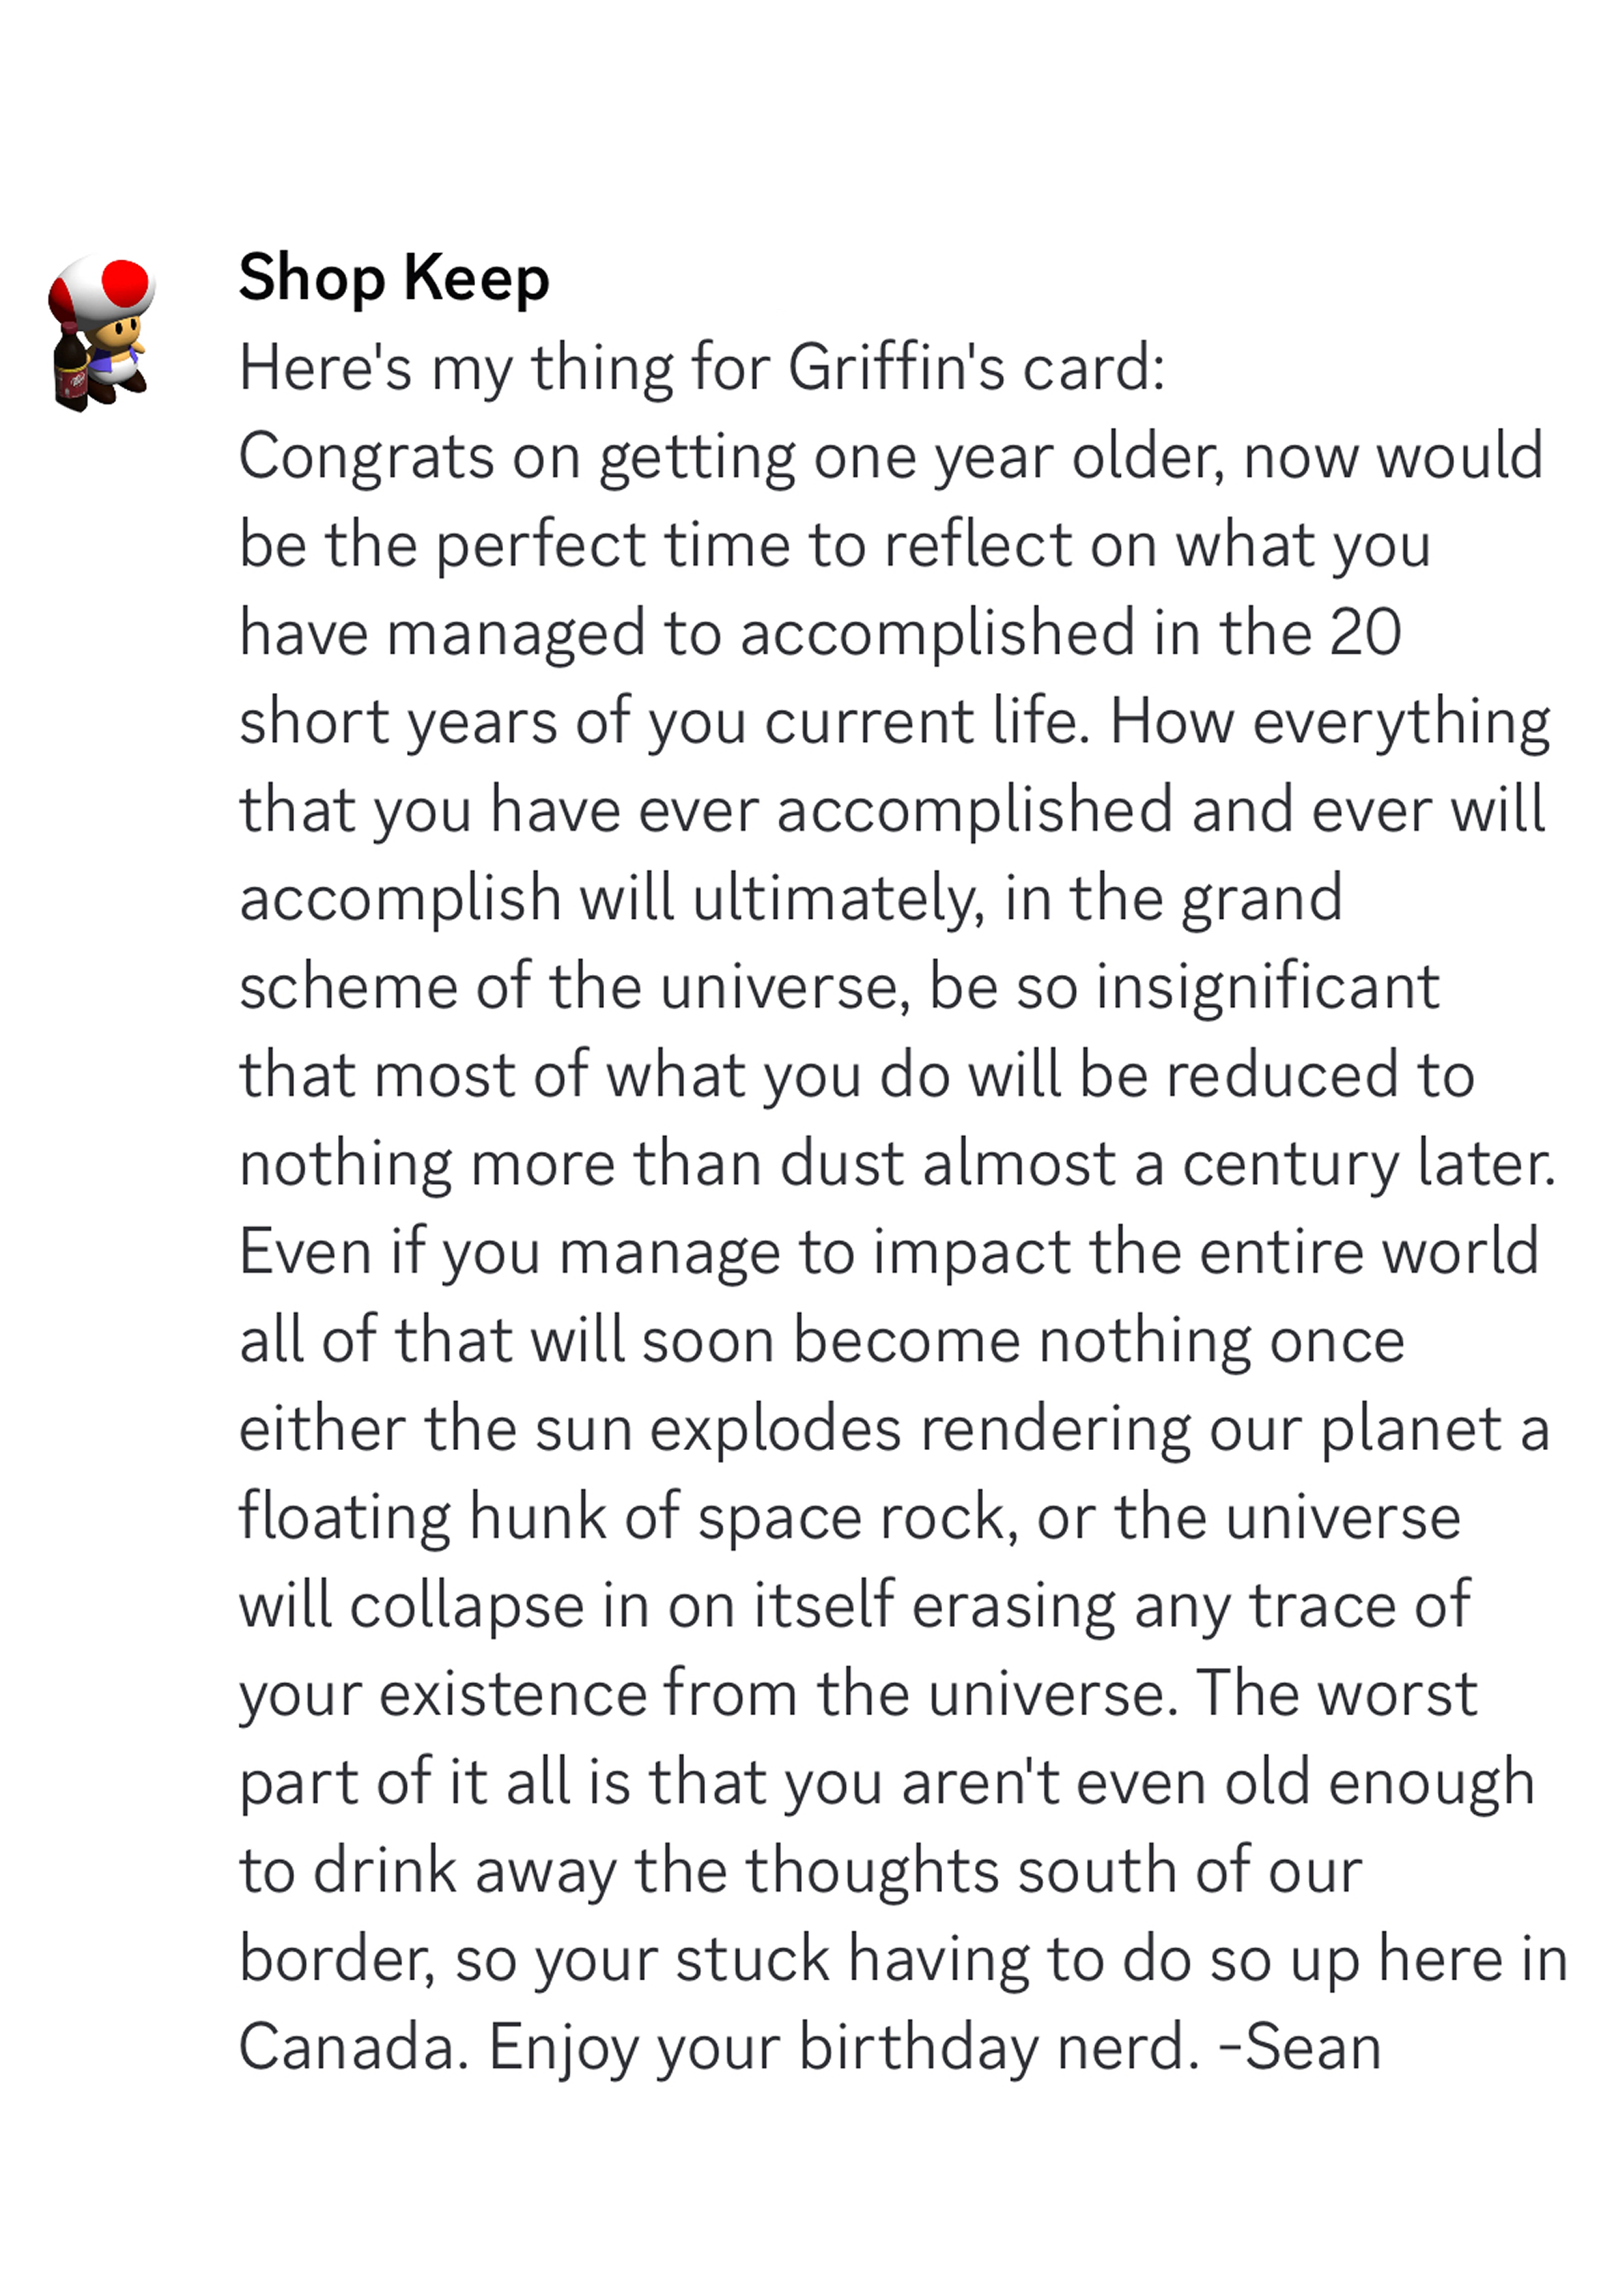 Shop Keep
Here's my thing for Griffin's card:
Congrats on getting one year older, now would
be the perfect time to reflect on what you
have managed to accomplished in the 20
short years of you current life. How everything
that you have ever accomplished and ever will
accomplish will ultimately, in the grand
scheme of the universe, be so insignificant
that most of what you do will be reduced to
nothing more than dust almost a century later.
Even if you manage to impact the entire world
all of that will soon become nothing once
either the sun explodes rendering our planet a
floating hunk of space rock, or the universe
will collapse in on itself erasing any trace of
your existence from the universe. The worst
part of it all is that you aren't even old enough
to drink away the thoughts south of our
border, so your stuck having to do so up here in
Canada. Enjoy your birthday nerd. -Sean